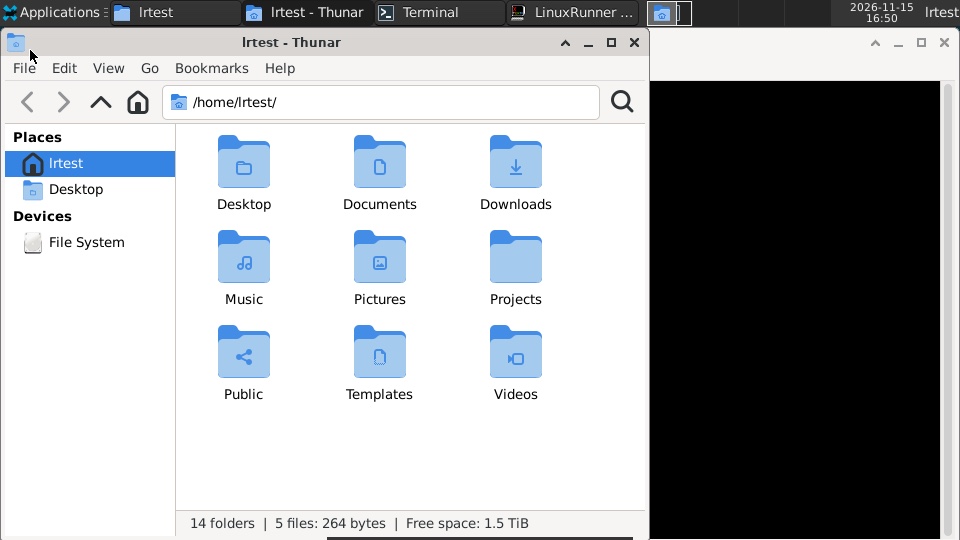 Applications
lrtest
lrtest - Thunar
Terminal
LinuxRunner ...
2026-11-15
16:50
lrtest
lrtest - Thunar
File Edit View Go Bookmarks Help
/home/lrtest/
Places
lrtest
Desktop
Devices
File System
Desktop Documents Downloads
Music Pictures Projects
Public Templates Videos
14 folders | 5 files: 264 bytes | Free space: 1.5 TiB